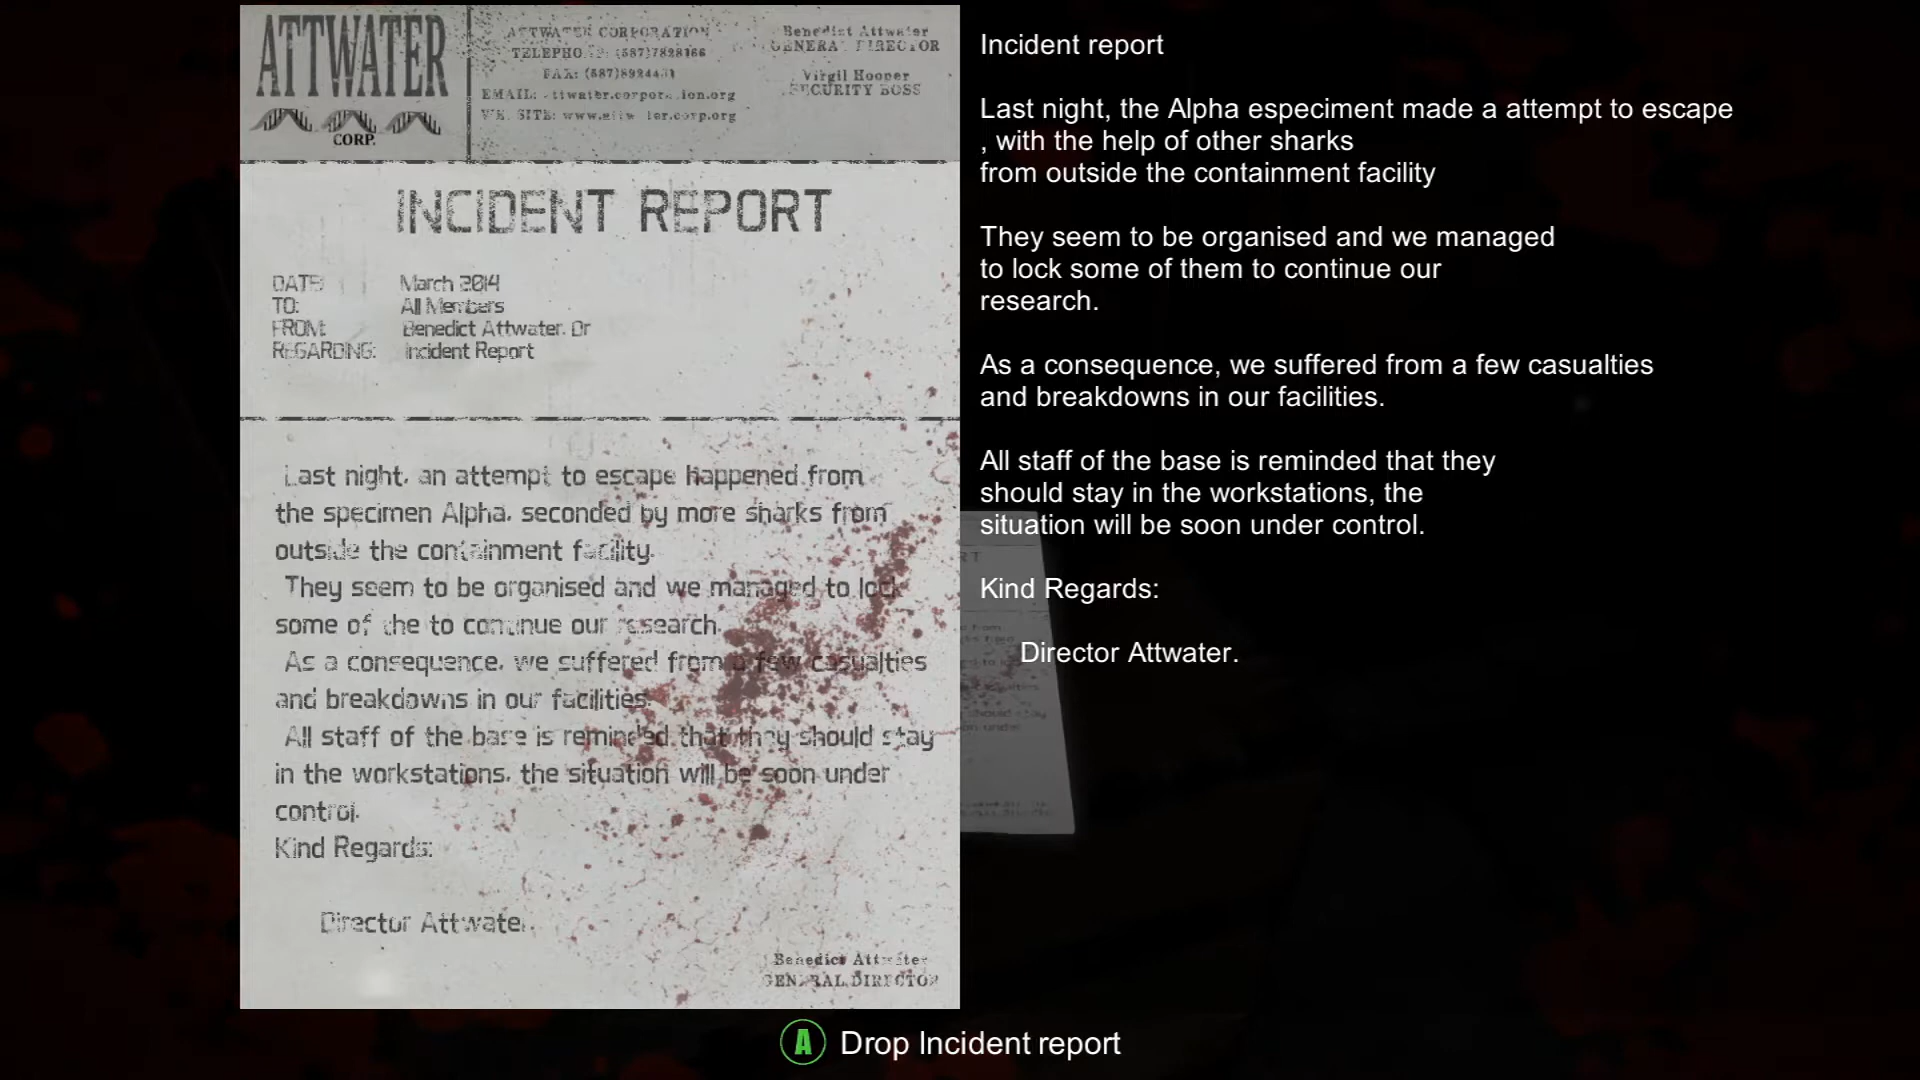 ATTWATER
CORP.
ATTWATER CORPORATION
TELEPHO : (587)7828166
FAX: (587)8924431
EMAIL:
Benedict Attwater
GENERAL DIRECTOR
Virgil Hooper
SECURITY BOSS
INCIDENT REPORT
DATE: March 2014
TO: All Members
FROM: Benedict Attwater. Dr
REGARDING: Incident Report
Last night, an attempt to escape happened from
the specimen Alpha, seconded by more sharks from
outside the containment facility.
They seem to be organised and we managed to lock
some of the to continue our research.
As a consequence, we suffered from a few casualties
and breakdowns in our facilities.
All staff of the base is reminded that they should stay
in the workstations, the situation will be soon under
control.
Kind Regards:
Director Attwater.
Benedict Attwater
GENERAL DIRECTOR
Incident report
Last night, the Alpha especiment made a attempt to escape
, with the help of other sharks
from outside the containment facility
They seem to be organised and we managed
to lock some of them to continue our
research.
As a consequence, we suffered from a few casualties
and breakdowns in our facilities.
All staff of the base is reminded that they
should stay in the workstations, the
situation will be soon under control.
Kind Regards:
Director Attwater.
A Drop Incident report